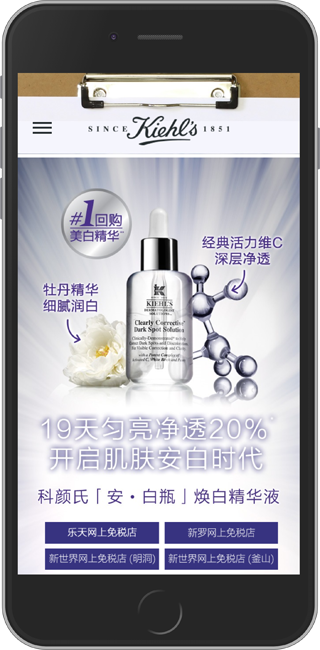 SINCE Kiehl's 1851
#1回购
美白精华
经典活力维C
深层净透
牡丹精华
细腻润白
KIEHL'S
Clearly Corrective
Dark Spot Solution
19天匀亮净透20%*
开启肌肤安白时代
科颜氏「安·白瓶」焕白精华液
乐天网上免税店
新罗网上免税店
新世界网上免税店 (明洞)
新世界网上免税店 (釜山)